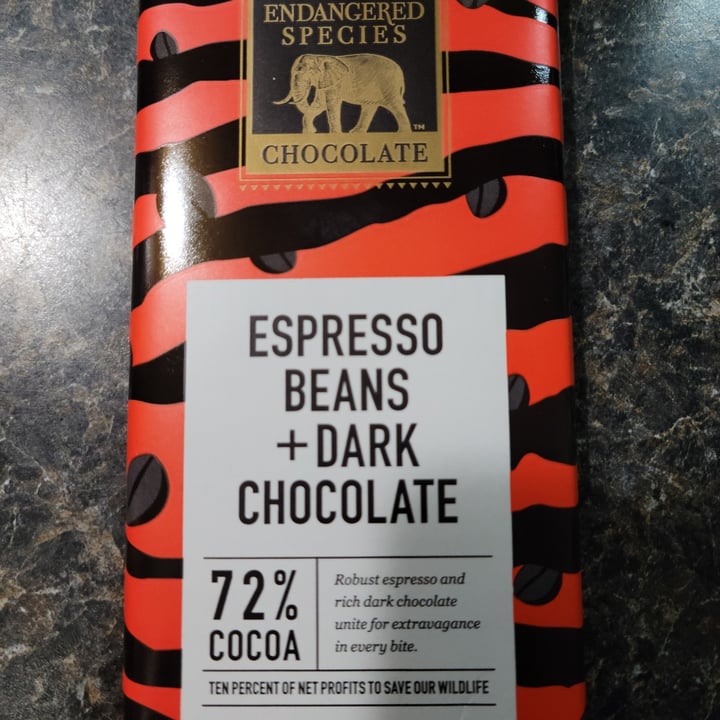 ENDANGERED
SPECIES
™
CHOCOLATE
ESPRESSO
BEANS
+DARK
CHOCOLATE
72%
COCOA
Robust espresso and
rich dark chocolate
unite for extravagance
in every bite.
TEN PERCENT OF NET PROFITS TO SAVE OUR WILDLIFE